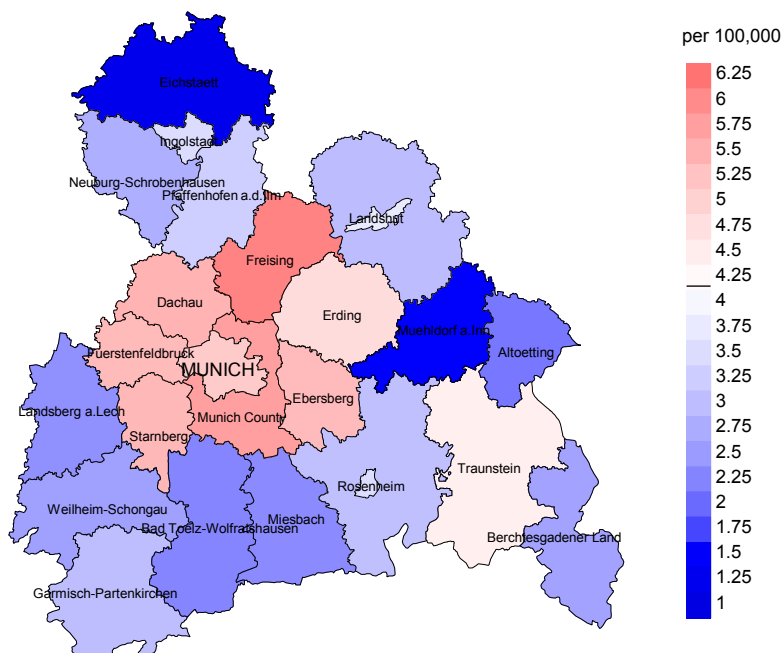 per 100,000
6.25
6
5.75
5.5
5.25
5
4.75
4.5
4.25
4
3.75
3.5
3.25
3
2.75
2.5
2.25
2
1.75
1.5
1.25
1
Eichstaett
Ingolstadt
Neuburg-Schrobenhausen
Pfaffenhofen a.d.Ilm
Landshut
Freising
Dachau
Erding
Muehldorf a.Inn
Altoetting
Fuerstenfeldbruck
MUNICH
Ebersberg
Landsberg a.Lech
Munich County
Starnberg
Traunstein
Rosenheim
Weilheim-Schongau
Bad Toelz-Wolfratshausen
Miesbach
Berchtesgadener Land
Garmisch-Partenkirchen